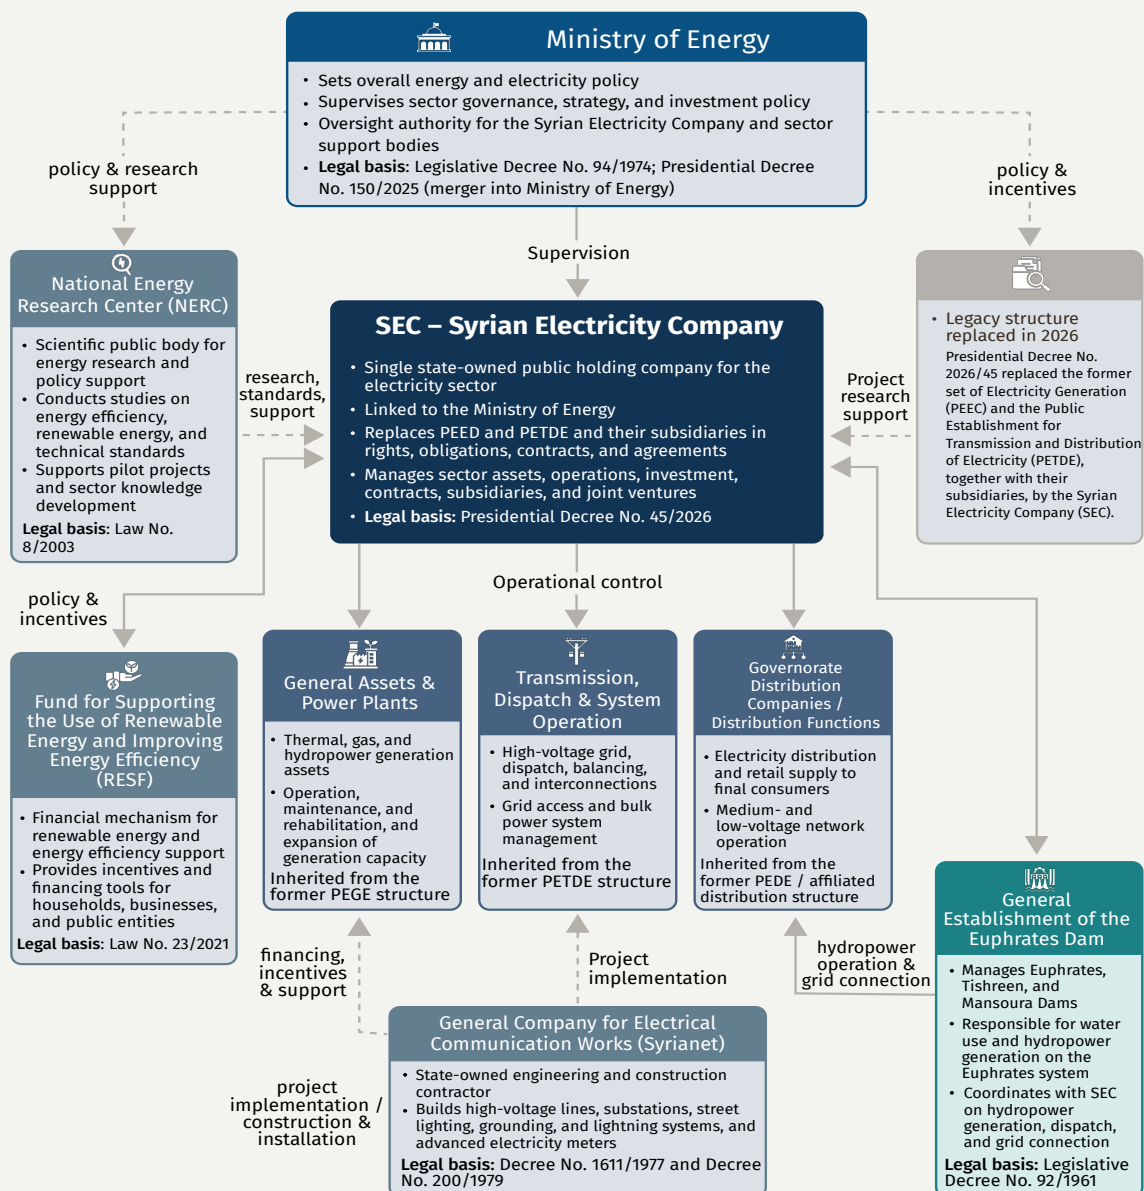 Ministry of Energy
• Sets overall energy and electricity policy
• Supervises sector governance, strategy, and investment policy
• Oversight authority for the Syrian Electricity Company and sector
support bodies
• Legal basis: Legislative Decree No. 94/1974; Presidential Decree
No. 150/2025 (merger into Ministry of Energy)
policy & research
support
Supervision
policy &
incentives
National Energy
Research Center (NERC)
• Scientific public body for
energy research and
policy support
• Conducts studies on
energy efficiency,
renewable energy, and
technical standards
• Supports pilot projects
and sector knowledge
development
Legal basis: Law No.
8/2003
research,
standards,
support
SEC – Syrian Electricity Company
• Single state-owned public holding company for the
electricity sector
• Linked to the Ministry of Energy
• Replaces PEED and PETDE and their subsidiaries in
rights, obligations, contracts, and agreements
• Manages sector assets, operations, investment,
contracts, subsidiaries, and joint ventures
• Legal basis: Presidential Decree No. 45/2026
Project
research
support
• Legacy structure
replaced in 2026
Presidential Decree No.
2026/45 replaced the former
set of Electricity Generation
(PEEC) and the Public
Establishment for
Transmission and Distribution
of Electricity (PETDE),
together with their
subsidiaries, by the Syrian
Electricity Company (SEC).
policy &
incentives
Operational control
Fund for Supporting
the Use of Renewable
Energy and Improving
Energy Efficiency
(RESF)
• Financial mechanism for
renewable energy and
energy efficiency support
• Provides incentives and
financing tools for
households, businesses,
and public entities
Legal basis: Law No. 23/2021
General Assets &
Power Plants
• Thermal, gas, and
hydropower generation
assets
• Operation,
maintenance, and
rehabilitation, and
expansion of
generation capacity
Inherited from the
former PEGE structure
Transmission,
Dispatch & System
Operation
• High-voltage grid,
dispatch, balancing,
and interconnections
• Grid access and bulk
power system
management
Inherited from the
former PETDE structure
Governorate
Distribution
Companies /
Distribution Functions
• Electricity distribution
and retail supply to
final consumers
• Medium- and
low-voltage network
operation
Inherited from the
former PEDE / affiliated
distribution structure
General
Establishment of the
Euphrates Dam
• Manages Euphrates,
Tishreen, and
Mansoura Dams
• Responsible for water
use and hydropower
generation on the
Euphrates system
• Coordinates with SEC
on hydropower
generation, dispatch,
and grid connection
Legal basis: Legislative
Decree No. 92/1961
financing,
incentives
& support
Project
implementation
hydropower
operation &
grid connection
General Company for Electrical
Communication Works (Syrianet)
• State-owned engineering and construction
contractor
• Builds high-voltage lines, substations, street
lighting, grounding, and lightning systems, and
advanced electricity meters
Legal basis: Decree No. 1611/1977 and Decree
No. 200/1979
project
implementation /
construction &
installation